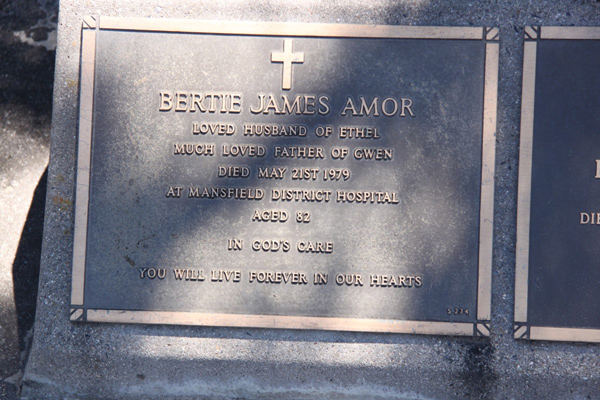 BERTIE JAMES AMOR
LOVED HUSBAND OF ETHEL
MUCH LOVED FATHER OF GWEN
DIED MAY 21ST 1979
AT MANSFIELD DISTRICT HOSPITAL
AGED 82
IN GOD'S CARE
YOU WILL LIVE FOREVER IN OUR HEARTS